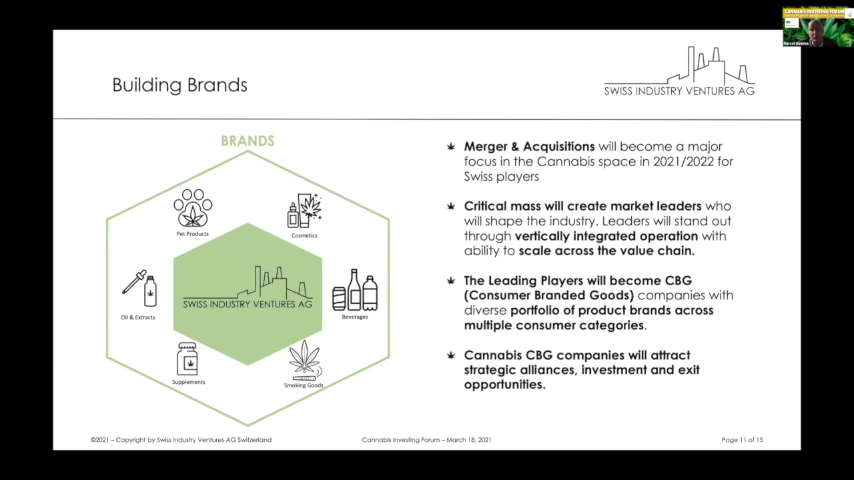 CANNABIS INVESTING FORUM
Building Brands
SWISS INDUSTRY VENTURES AG
BRANDS
Pet Products
Cosmetics
Oil & Extracts
SWISS INDUSTRY VENTURES AG
Beverages
Supplements
Smoking Goods
Merger & Acquisitions will become a major
focus in the Cannabis space in 2021/2022 for
Swiss players
Critical mass will create market leaders who
will shape the industry. Leaders will stand out
through vertically integrated operation with
ability to scale across the value chain.
The Leading Players will become CBG
(Consumer Branded Goods) companies with
diverse portfolio of product brands across
multiple consumer categories.
Cannabis CBG companies will attract
strategic alliances, investment and exit
opportunities.
©2021 – Copyright by Swiss Industry Ventures AG Switzerland
Cannabis Investing Forum – March 18, 2021
Page 11 of 15